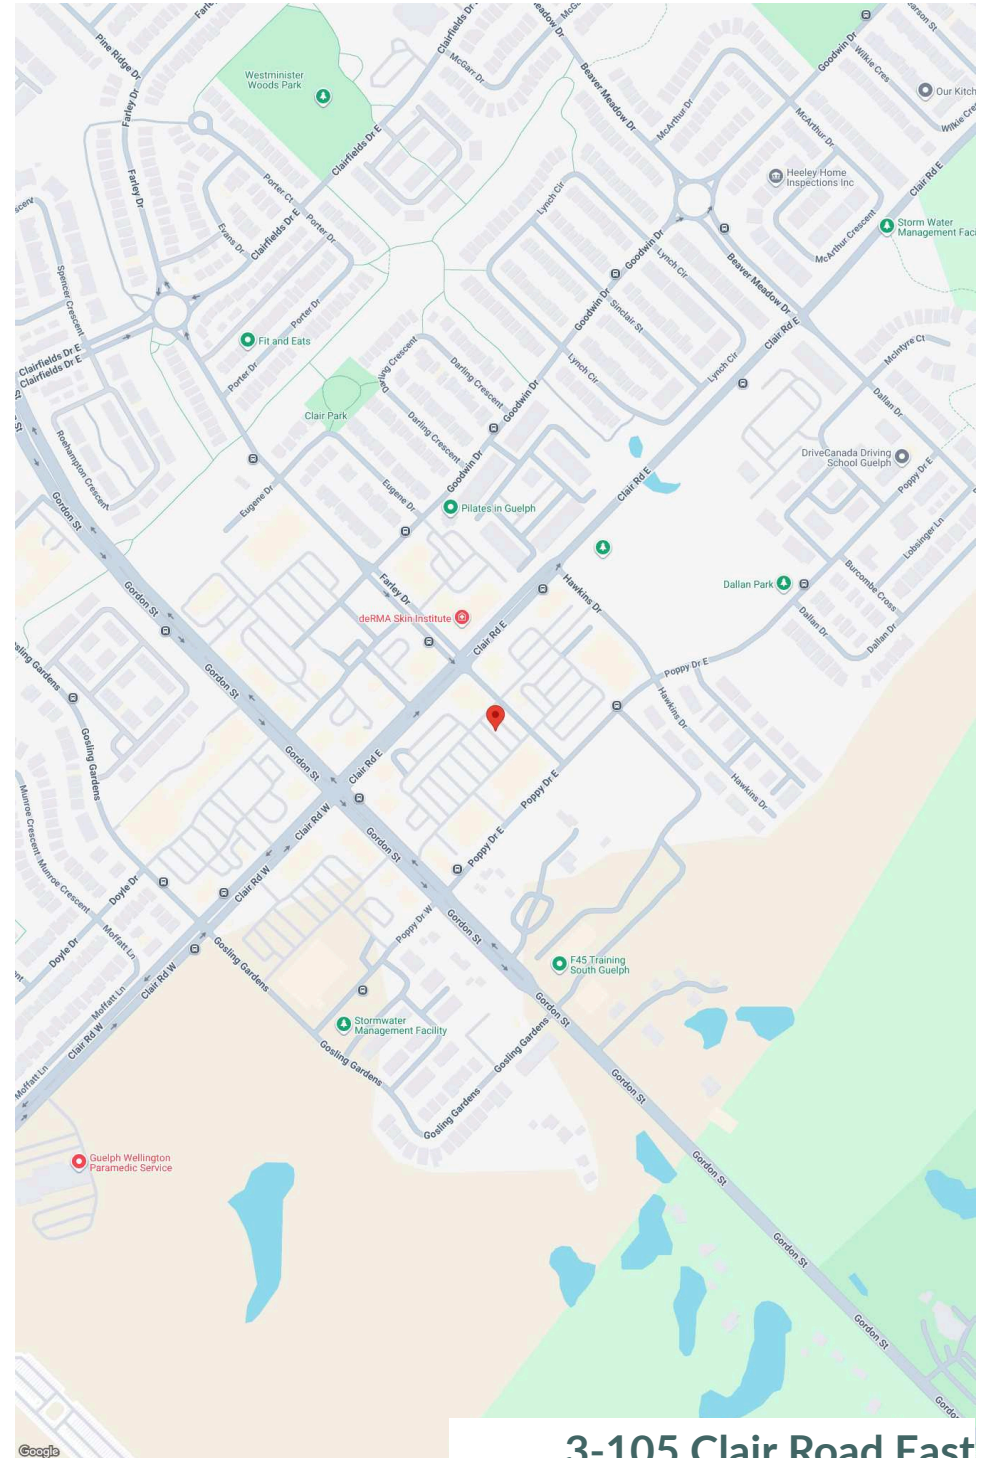 Pine Ridge Dr
Farley Dr
Clairfields Dr
McGarr Dr
Beaver Meadow Dr
Goodwin Dr
Wilkie Cres
Our Kitch
Westminister
Woods Park
McArthur Dr
McArthur Dr
Heeley Home
Inspections Inc
Clair Rd E
Clairfields Dr E
Porter Ct
Porter Dr
Farley Dr
Evans Dr
Clairfields Dr E
Lynch Cir
Goodwin Dr
Lynch Cir
McArthur Crescent
Storm Water
Management Faci
Spencer Crescent
Beaver Meadow Dr
Clair Rd E
Porter Dr
Goodwin Dr
Sinclair St
McIntyre Ct
Fit and Eats
Clairfields Dr E
Clairfields Dr E
Porter Dr
Darling Crescent
Darling Crescent
Lynch Cir
Lynch Cir
Dallan Dr
Clair Park
Darling Crescent
Goodwin Dr
Roehampton Crescent
DriveCanada Driving
School Guelph
Poppy Dr E
Goodwin Dr
Clair Rd E
Eugene Dr
Eugene Dr
Gordon St
Pilates in Guelph
Lobsinger Ln
Burcombe Cross
Gordon St
Farley Dr
Hawkins Dr
Dallan Park
deRMA Skin Institute
Clair Rd E
Dallan Dr
Dallan Dr
Poppy Dr E
sling Gardens
Gordon St
Hawkins Dr
Gosling Gardens
Gordon St
Clair Rd E
Poppy Dr E
Hawkins Dr
Munroe Crescent
Clair Rd W
Gordon St
Poppy Dr E
Munroe Crescent
Doyle Dr
Clair Rd W
Moffatt Ln
Poppy Dr W
Gordon St
Doyle Dr
Gosling Gardens
Clair Rd W
F45 Training
South Guelph
Moffatt Ln
Gordon St
Stormwater
Management Facility
Clair Rd W
Gosling Gardens
Gosling Gardens
Moffatt Ln
Gordon St
Gosling Gardens
Guelph Wellington
Paramedic Service
Gordon St
Gordon St
Gordon St
Google
3-105 Clair Road East